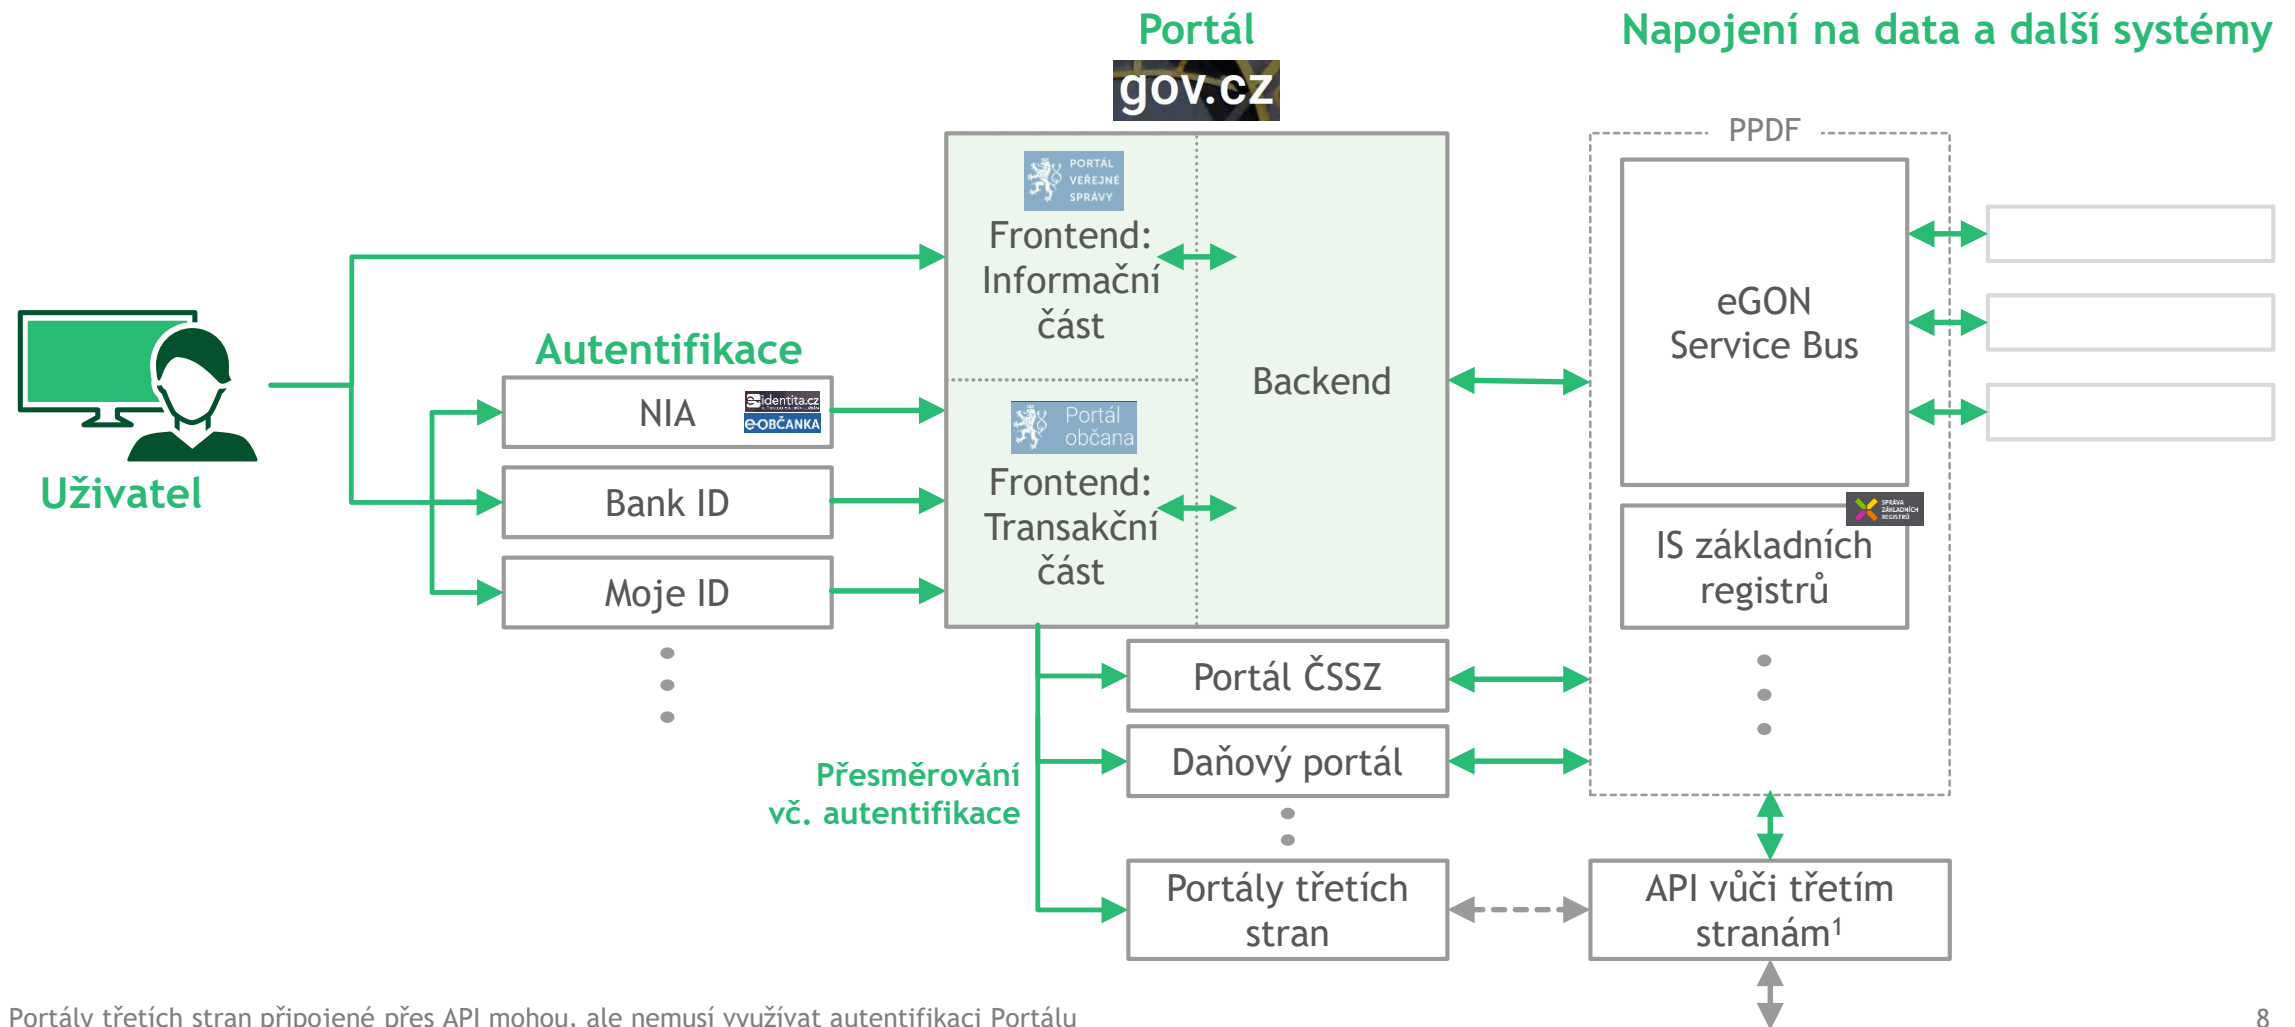 Portál
Napojení na data a další systémy
gov.cz
PPDF
PORTÁL
VEŘEJNÉ
SPRÁVY
Frontend:
Informační
část
eGON
Service Bus
Autentifikace
Backend
NIA
e-identita.cz
e-OBČANKA
Portál
občana
Uživatel
Bank ID
Frontend:
Transakční
část
SPRÁVA
ZÁKLADNÍCH
REGISTRŮ
IS základních
registrů
Moje ID
Portál ČSSZ
Daňový portál
Přesměrování
vč. autentifikace
Portály třetích
stran
API vůči třetím
stranám¹
Portály třetích stran připojené přes API mohou, ale nemusí využívat autentifikaci Portálu
8